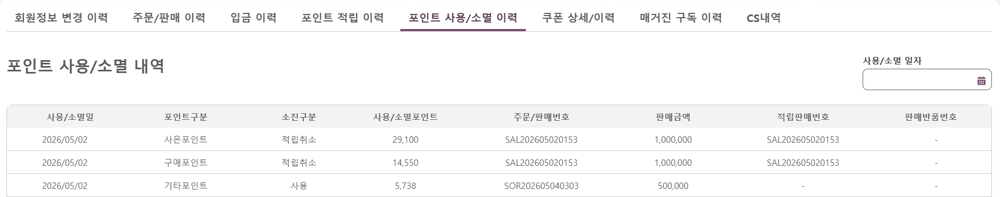 회원정보 변경 이력 주문/판매 이력 입금 이력 포인트 적립 이력 포인트 사용/소멸 이력 쿠폰 상세/이력 매거진 구독 이력 CS내역
포인트 사용/소멸 내역
사용/소멸 일자
사용/소멸일 포인트구분 소진구분 사용/소멸포인트 주문/판매번호 판매금액 적립판매번호 판매반품번호
2026/05/02 사은포인트 적립취소 29,100 SAL202605020153 1,000,000 SAL202605020153 -
2026/05/02 구매포인트 적립취소 14,550 SAL202605020153 1,000,000 SAL202605020153 -
2026/05/02 기타포인트 사용 5,738 SOR202605040303 500,000 - -